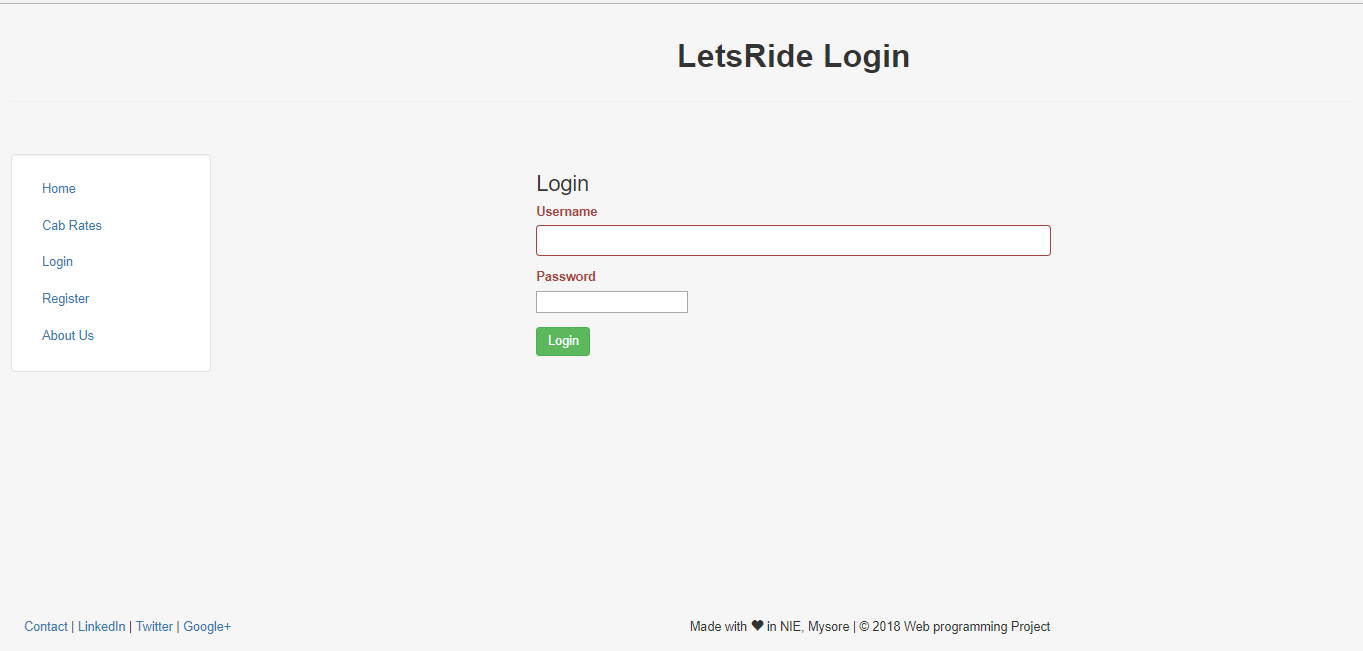 LetsRide Login
Home
Cab Rates
Login
Register
About Us
Login
Username
Password
Login
Contact | LinkedIn | Twitter | Google+
Made with ♥ in NIE, Mysore | © 2018 Web programming Project